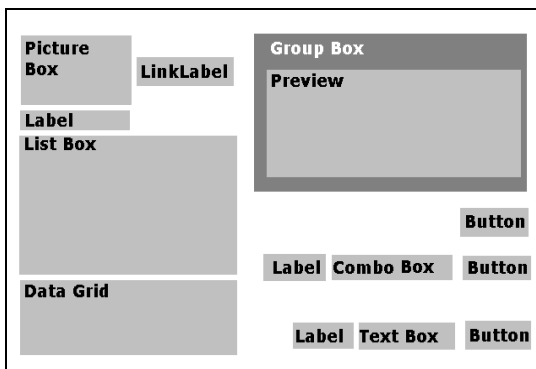 Picture
Box
LinkLabel
Label
List Box
Data Grid
Group Box
Preview
Button
Label Combo Box Button
Label Text Box Button